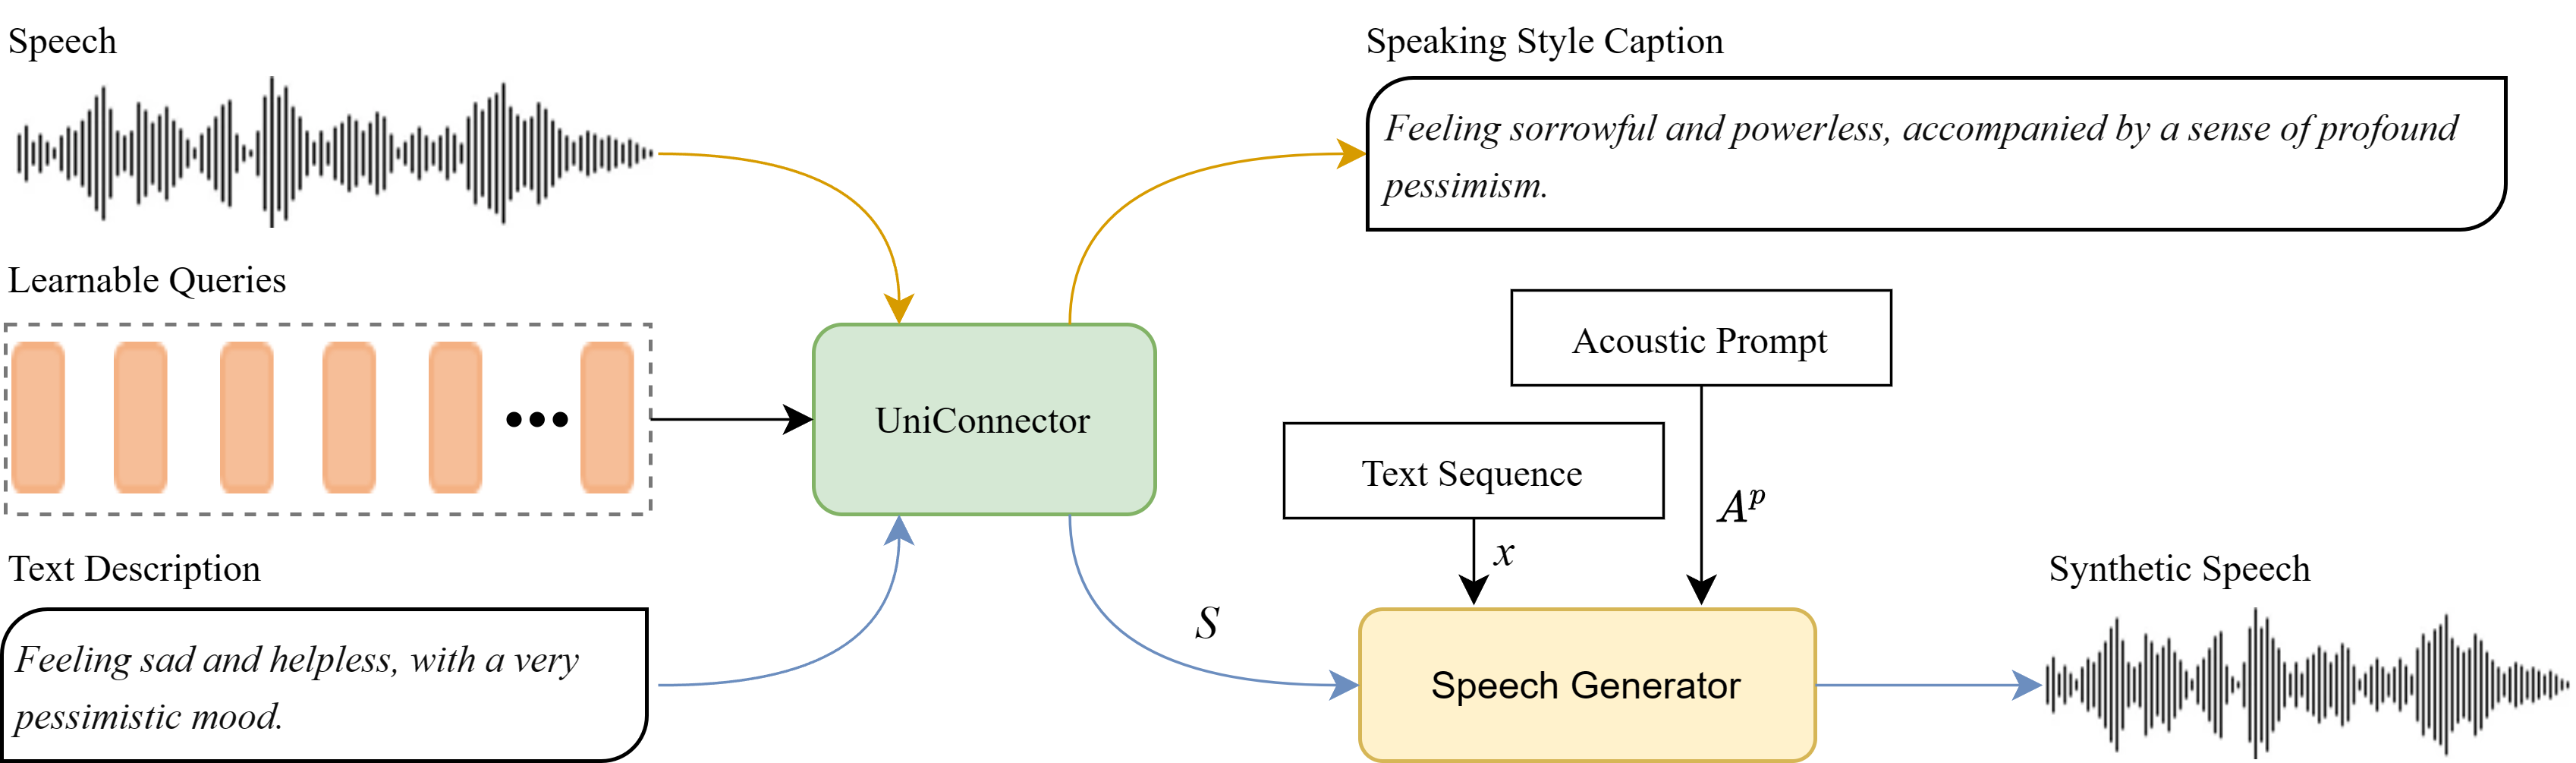 Speech
Speaking Style Caption
Feeling sorrowful and powerless, accompanied by a sense of profound
pessimism.
Learnable Queries
UniConnector
Acoustic Prompt
Text Sequence
A^p
x
Text Description
Feeling sad and helpless, with a very
pessimistic mood.
S
Speech Generator
Synthetic Speech